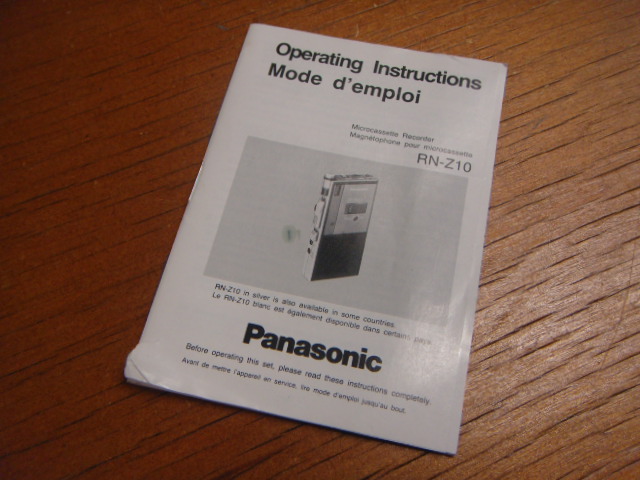 Operating Instructions
Mode d'emploi
Microcassette Recorder
Magnétophone pour microcassette
RN-Z10
RN-Z10 in silver is also available in some countries.
Le RN-Z10 blanc est également disponible dans certains pays.
Panasonic
Before operating this set, please read these instructions completely.
Avant de mettre l'appareil en service, lire mode d'emploi jusqu'au bout.